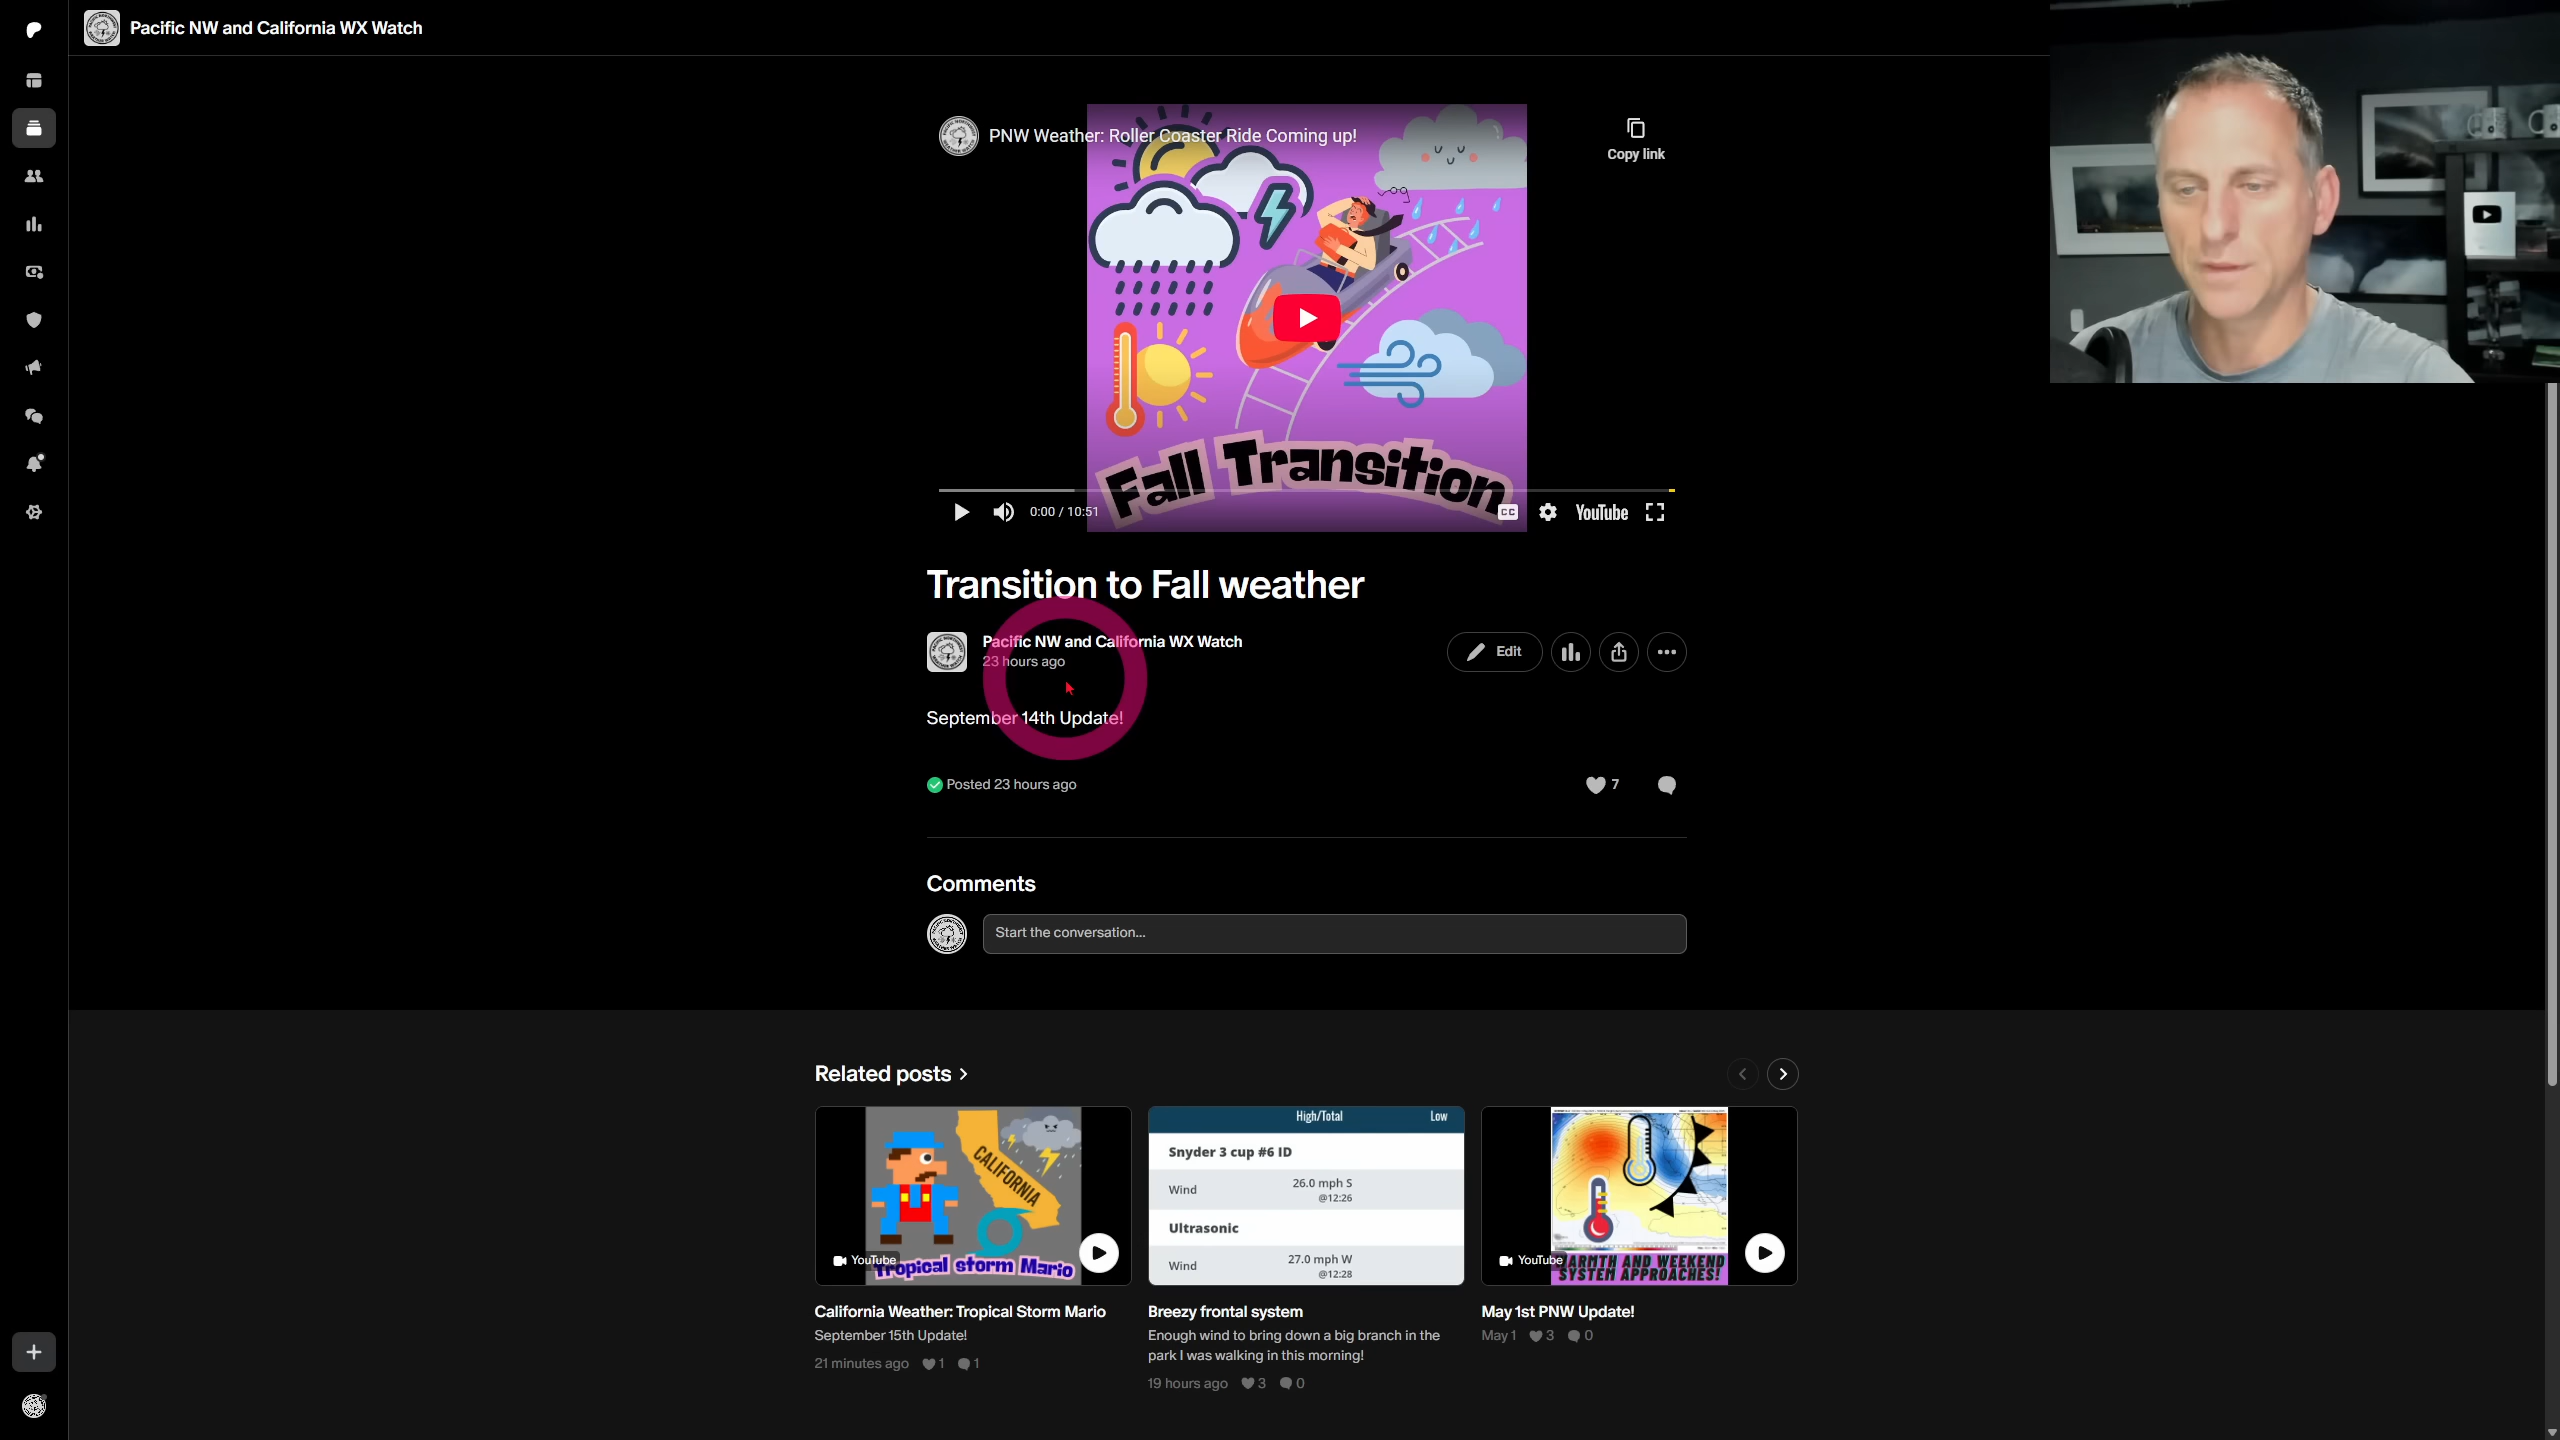 Pacific NW and California WX Watch
PNW Weather: Roller Coaster Ride Coming up!
Copy link
Fall Transition
0:00 / 10:51
CC
YouTube
Transition to Fall weather
Pacific NW and California WX Watch
23 hours ago
Edit
September 14th Update!
Posted 23 hours ago
7
Comments
Start the conversation...
Related posts
CALIFORNIA
YouTube
Tropical storm Mario
High/Total Low
Snyder 3 cup #6 ID
Wind 26.0 mph S
@12:26
Ultrasonic
Wind 27.0 mph W
@12:28
YouTube
WARMTH AND WEEKEND
SYSTEM APPROACHES!
California Weather: Tropical Storm Mario
September 15th Update!
21 minutes ago 1 1
Breezy frontal system
Enough wind to bring down a big branch in the
park I was walking in this morning!
19 hours ago 3 0
May 1st PNW Update!
May 1 3 0